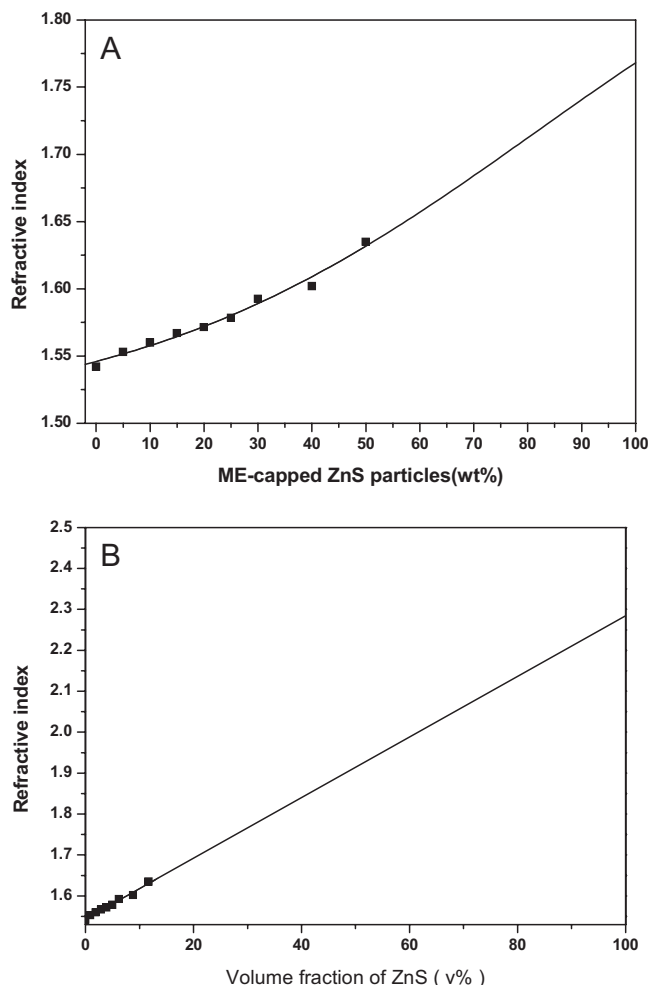 A
1.80
1.75
1.70
1.65
1.60
1.55
1.50
Refractive index
0 10 20 30 40 50 60 70 80 90 100
ME-capped ZnS particles(wt%)
B
2.5
2.4
2.3
2.2
2.1
2.0
1.9
1.8
1.7
1.6
Refractive index
0 20 40 60 80 100
Volume fraction of ZnS ( v% )